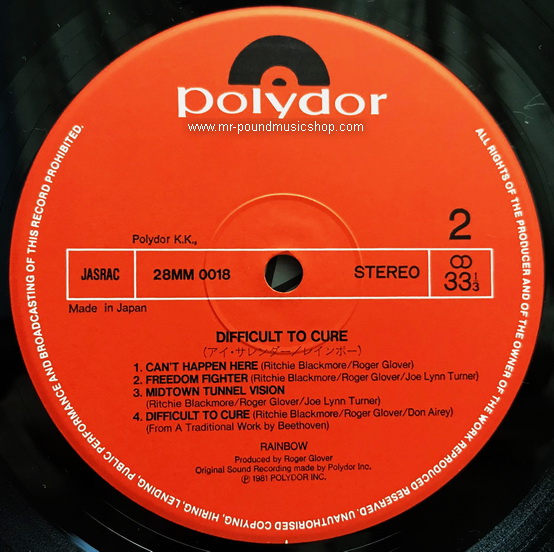 polydor
www.mr-poundmusicshop.com
2
Polydor K.K.,
JASRAC
28MM 0018
STEREO
33 1/3
Made in Japan
DIFFICULT TO CURE
(アイ・サレンダー/レインボー)
1. CAN'T HAPPEN HERE (Ritchie Blackmore/Roger Glover)
2. FREEDOM FIGHTER (Ritchie Blackmore/Roger Glover/Joe Lynn Turner)
3. MIDTOWN TUNNEL VISION
(Ritchie Blackmore/Roger Glover/Joe Lynn Turner)
4. DIFFICULT TO CURE (Ritchie Blackmore/Roger Glover/Don Airey)
(From A Traditional Work by Beethoven)
RAINBOW
Produced by Roger Glover
Original Sound Recording made by Polydor Inc.
℗ 1981 POLYDOR INC.
ALL RIGHTS OF THE PRODUCER AND OF THE OWNER OF THE WORK REPRODUCED RESERVED. UNAUTHORISED COPYING, HIRING, LENDING, PUBLIC PERFORMANCE AND BROADCASTING OF THIS RECORD PROHIBITED.